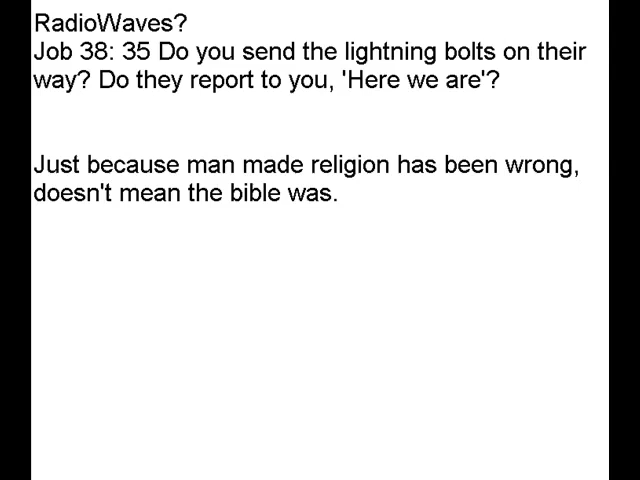 RadioWaves?
Job 38: 35 Do you send the lightning bolts on their
way? Do they report to you, 'Here we are'?
Just because man made religion has been wrong,
doesn't mean the bible was.